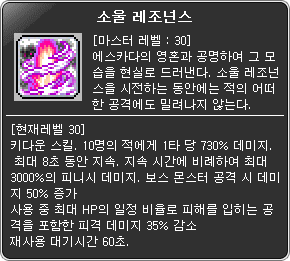 소울 레조넌스
[마스터 레벨 : 30]
에스카다의 영혼과 공명하여 그 모
습을 현실로 드러낸다. 소울 레조넌
스를 시전하는 동안에는 적의 어떠
한 공격에도 밀려나지 않는다.
[현재레벨 30]
키다운 스킬. 10명의 적에게 1타 당 730% 데미지.
최대 8초 동안 지속. 지속 시간에 비례하여 최대
3000%의 피니시 데미지. 보스 몬스터 공격 시 데미
지 50% 증가
사용 중 최대 HP의 일정 비율로 피해를 입히는 공
격을 포함한 피격 데미지 35% 감소
재사용 대기시간 60초.